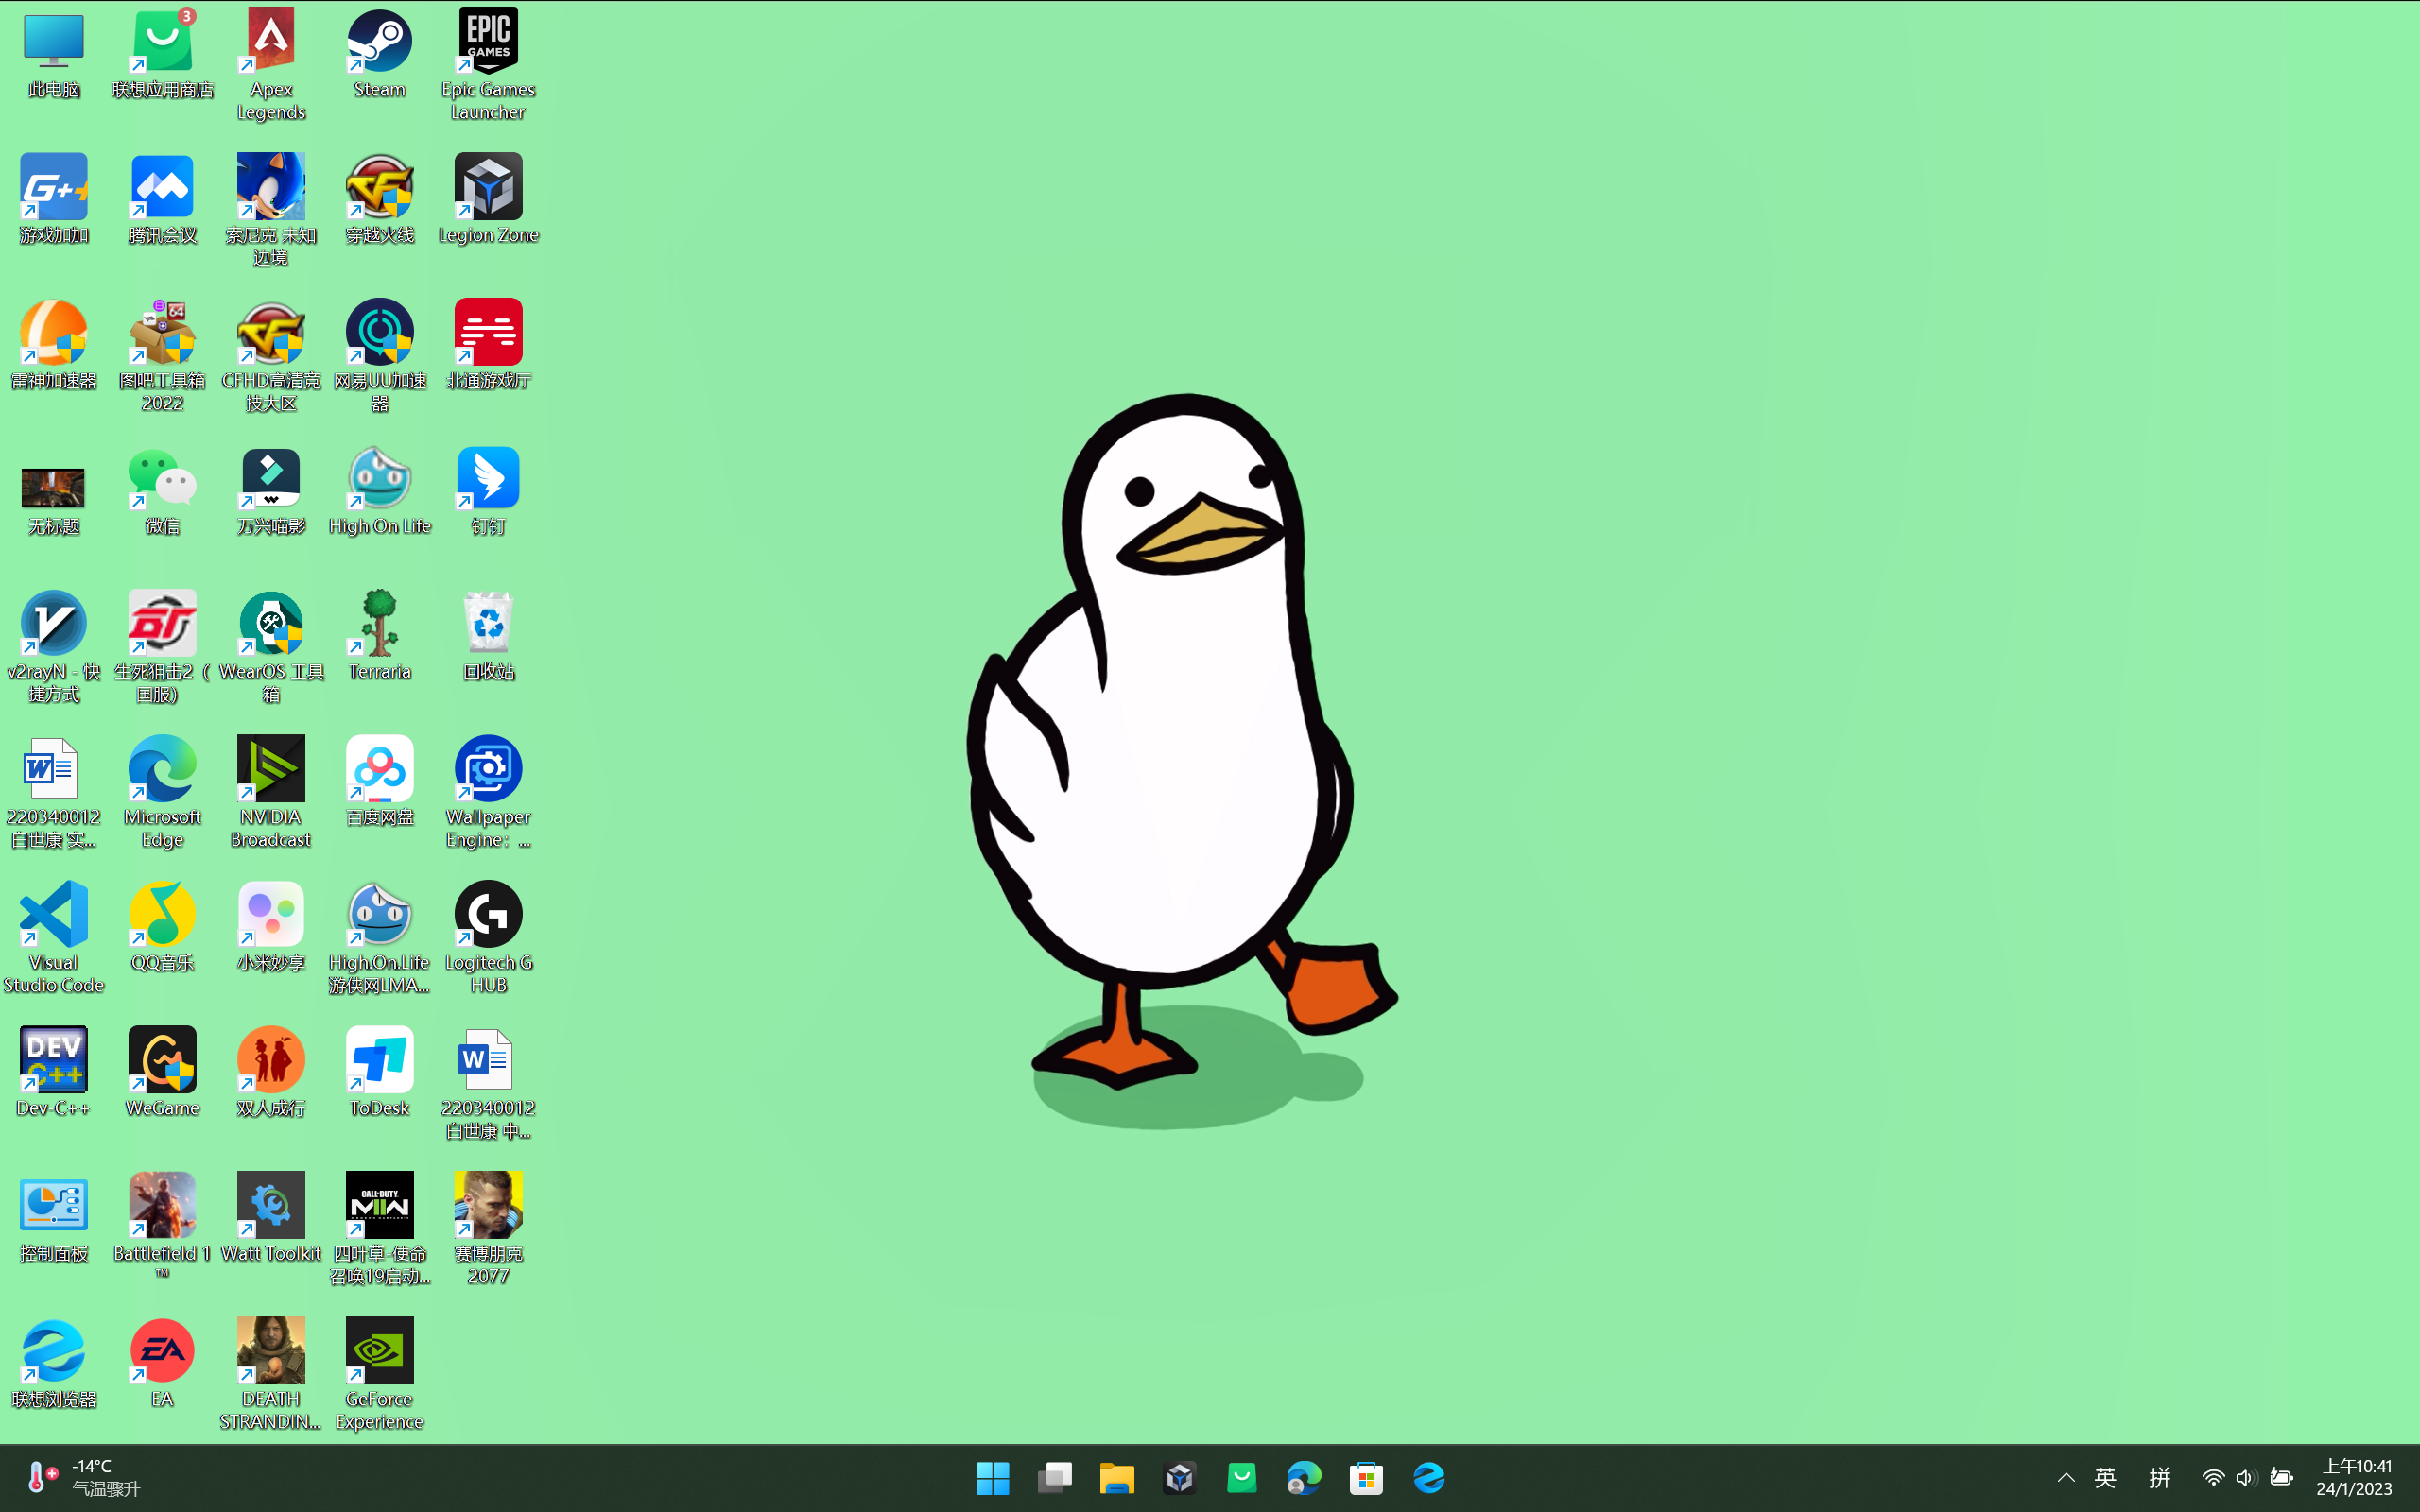 3
此电脑
联想应用商店
Apex
Legends
Steam
EPIC
GAMES
Epic Games
Launcher
G++
游戏加加
腾讯会议
索尼克 未知
边境
CF
穿越火线
Legion Zone
雷神加速器
64
图吧工具箱
2022
CF
CFHD高清竞
技大区
网易UU加速
器
北通游戏厅
无标题
微信
万兴喵影
High On Life
钉钉
V
v2rayN - 快
捷方式
生死狙击2（
国服）
WearOS 工具
箱
Terraria
回收站
W
220340012
白世康 实...
Microsoft
Edge
NVIDIA
Broadcast
百度网盘
Wallpaper
Engine：...
Visual
Studio Code
QQ音乐
小米妙享
High.On.Life
游侠网LMA...
G
Logitech G
HUB
DEV
C++
Dev-C++
WeGame
双人成行
ToDesk
W
220340012
白世康 中...
控制面板
Battlefield 1
™
Watt Toolkit
CALL OF DUTY
MWII
四叶草-使命
召唤19启动...
赛博朋克
2077
联想浏览器
EA
EA
DEATH
STRANDIN...
GeForce
Experience
-14°C
气温骤升
英
拼
上午10:41
24/1/2023